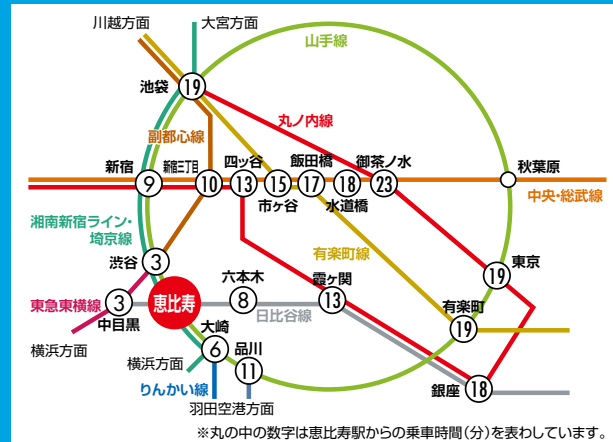 川越方面
大宮方面
山手線
池袋
19
丸ノ内線
副都心線
新宿
新宿三丁目
四ッ谷
飯田橋
御茶ノ水
秋葉原
9
10
13
15
17
18
23
市ヶ谷
水道橋
中央・総武線
湘南新宿ライン・
埼京線
有楽町線
渋谷
3
東京
19
東急東横線
3
恵比寿
六本木
8
霞ヶ関
13
有楽町
19
中目黒
日比谷線
横浜方面
大崎
6
品川
11
横浜方面
りんかい線
銀座
18
羽田空港方面
※丸の中の数字は恵比寿駅からの乗車時間（分）を表わしています。